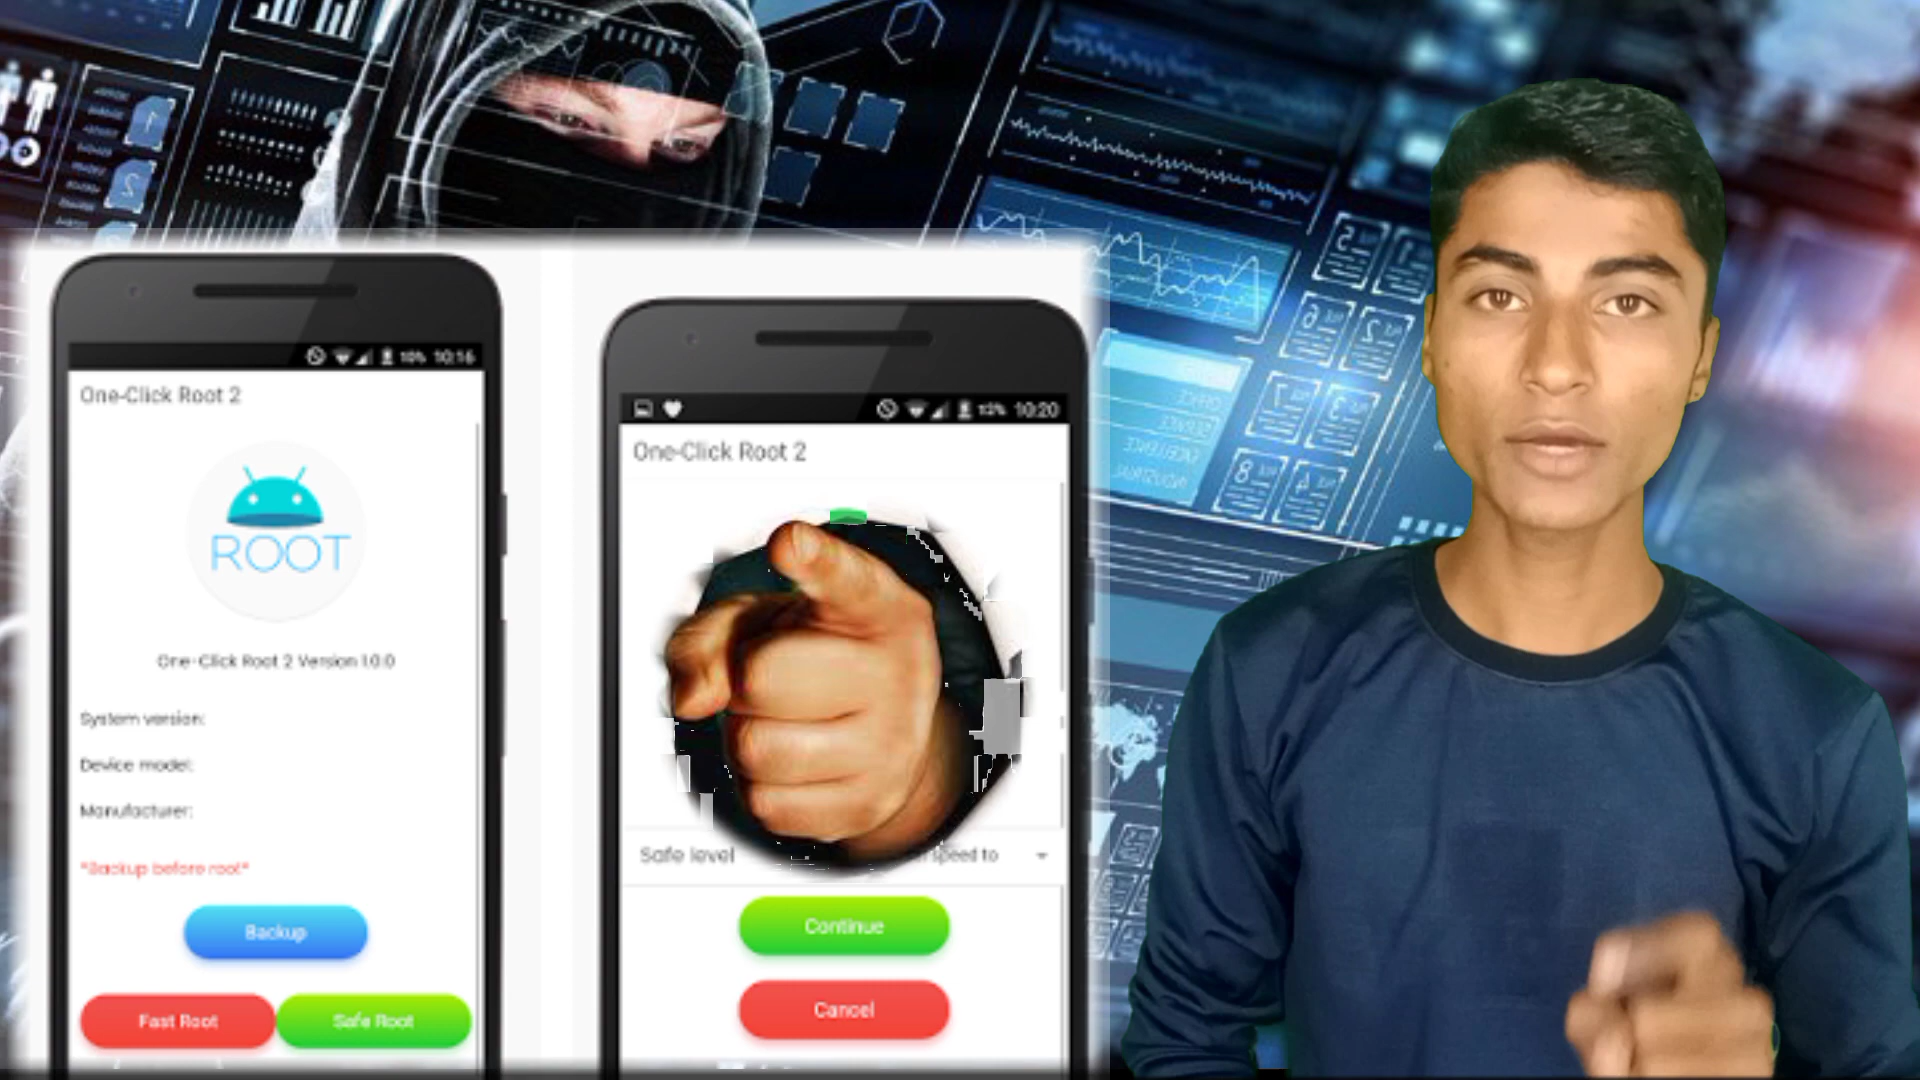 10% 10:16
One-Click Root 2
ROOT
One-Click Root 2 Version 1.0.0
System version:
Device model:
Manufacturer:
*Backup before root*
Backup
Fast Root
Safe Root
10:20
One-Click Root 2
Safe level
speed to
Continue
Cancel